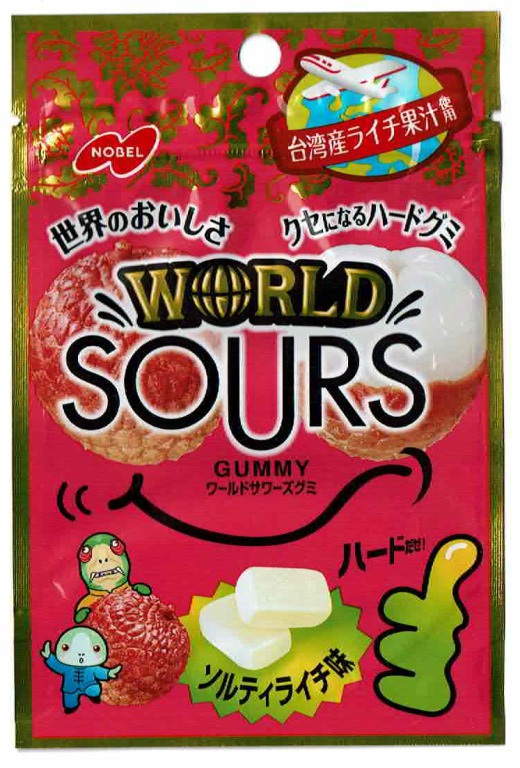 NOBEL
台湾産ライチ果汁使用
世界のおいしさ
クセになるハードグミ
WORLD
SOURS
GUMMY
ワールドサワーズグミ
ハードだぜ!
ソルティライチ味